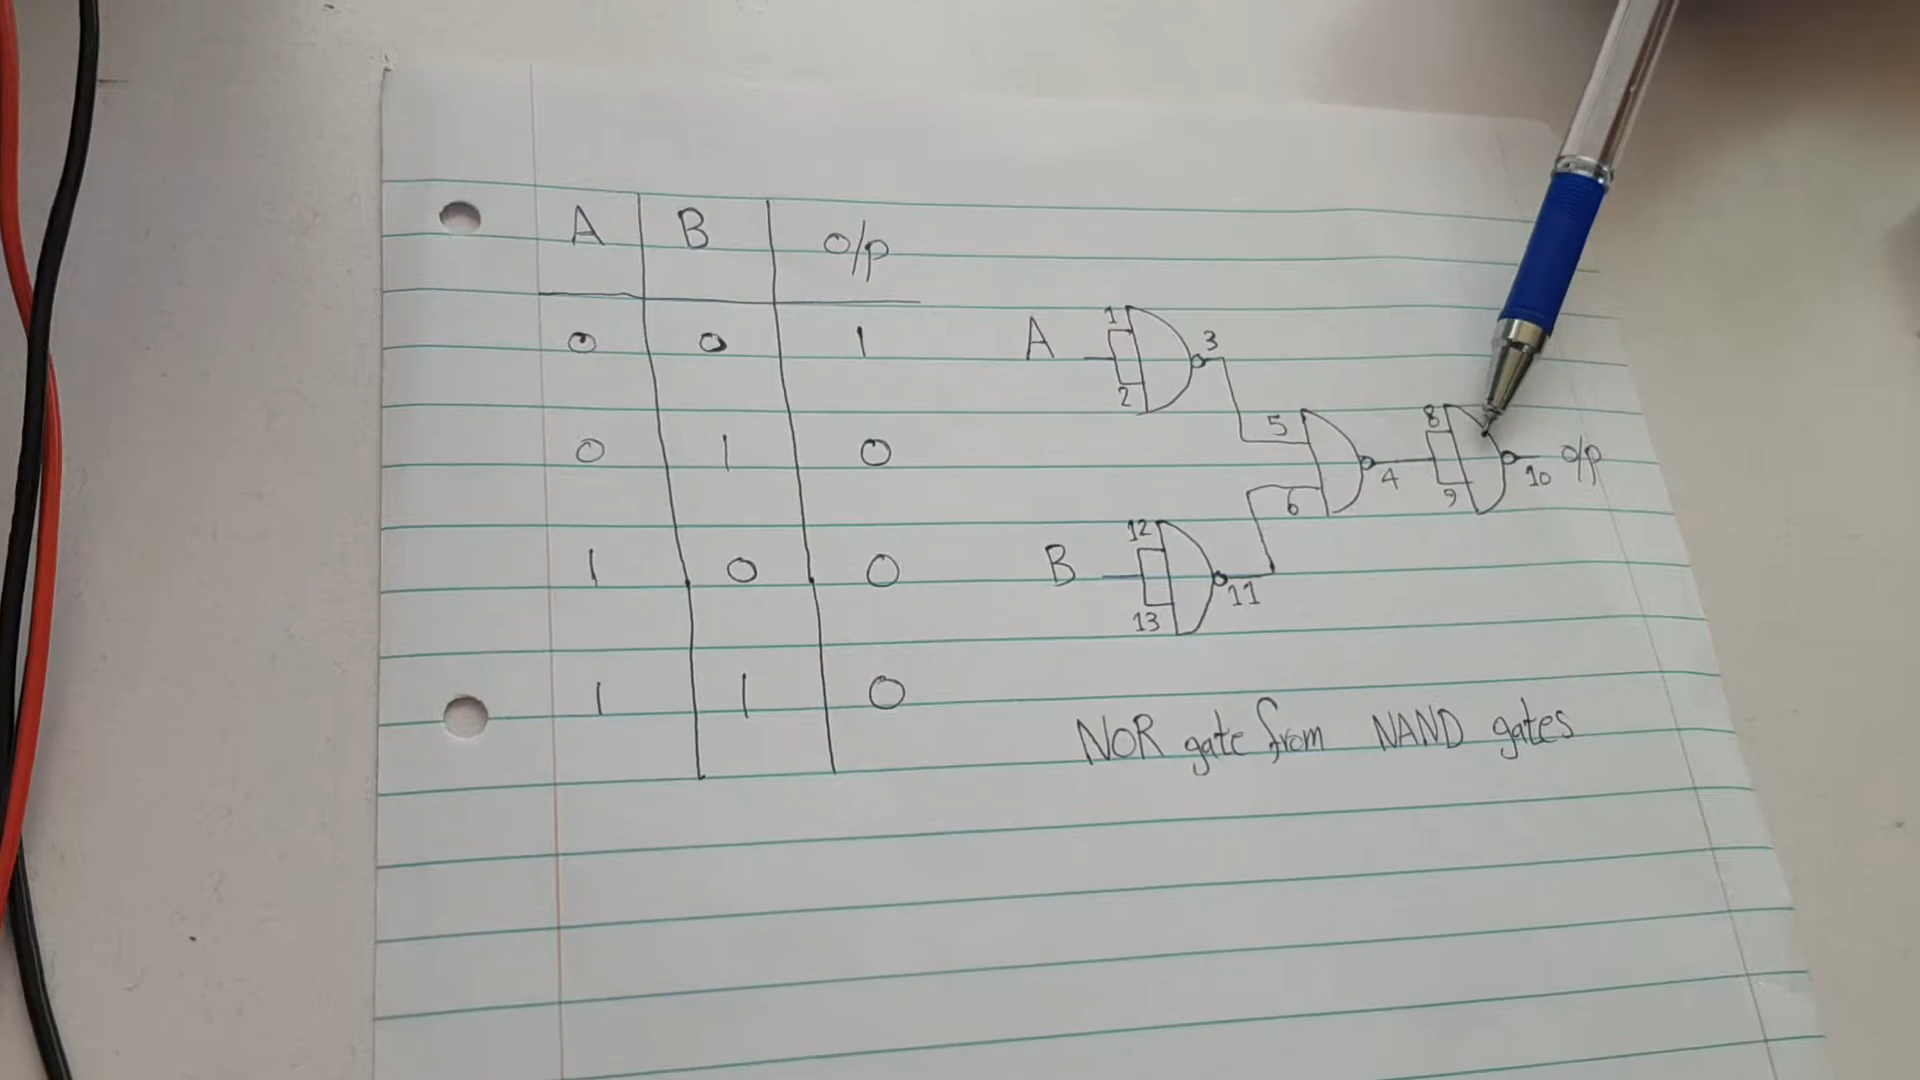 A B o/p
0 0 1
0 1 0
1 0 0
1 1 0
A 1 2 3
5 6 4 8 9 10 o/p
B 12 13 11
NOR gate from NAND gates